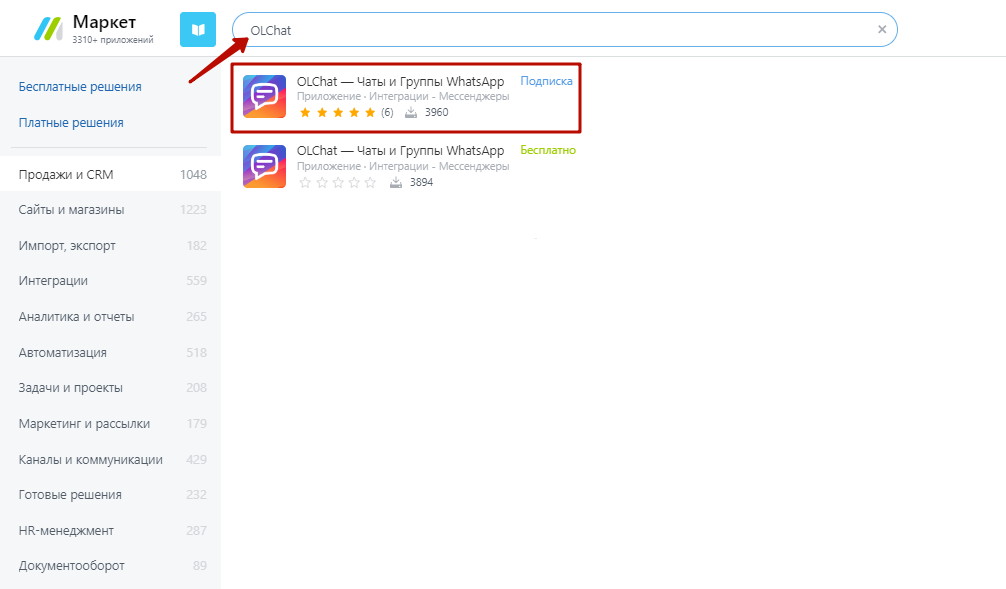 Маркет
3310+ приложений
OLChat
Бесплатные решения
Платные решения
Продажи и CRM 1048
Сайты и магазины 1223
Импорт, экспорт 182
Интеграции 559
Аналитика и отчеты 265
Автоматизация 518
Задачи и проекты 208
Маркетинг и рассылки 179
Каналы и коммуникации 429
Готовые решения 232
HR-менеджмент 287
Документооборот 89
OLChat — Чаты и Группы WhatsApp Подписка
Приложение · Интеграции - Мессенджеры
(6) 3960
OLChat — Чаты и Группы WhatsApp Бесплатно
Приложение · Интеграции - Мессенджеры
3894